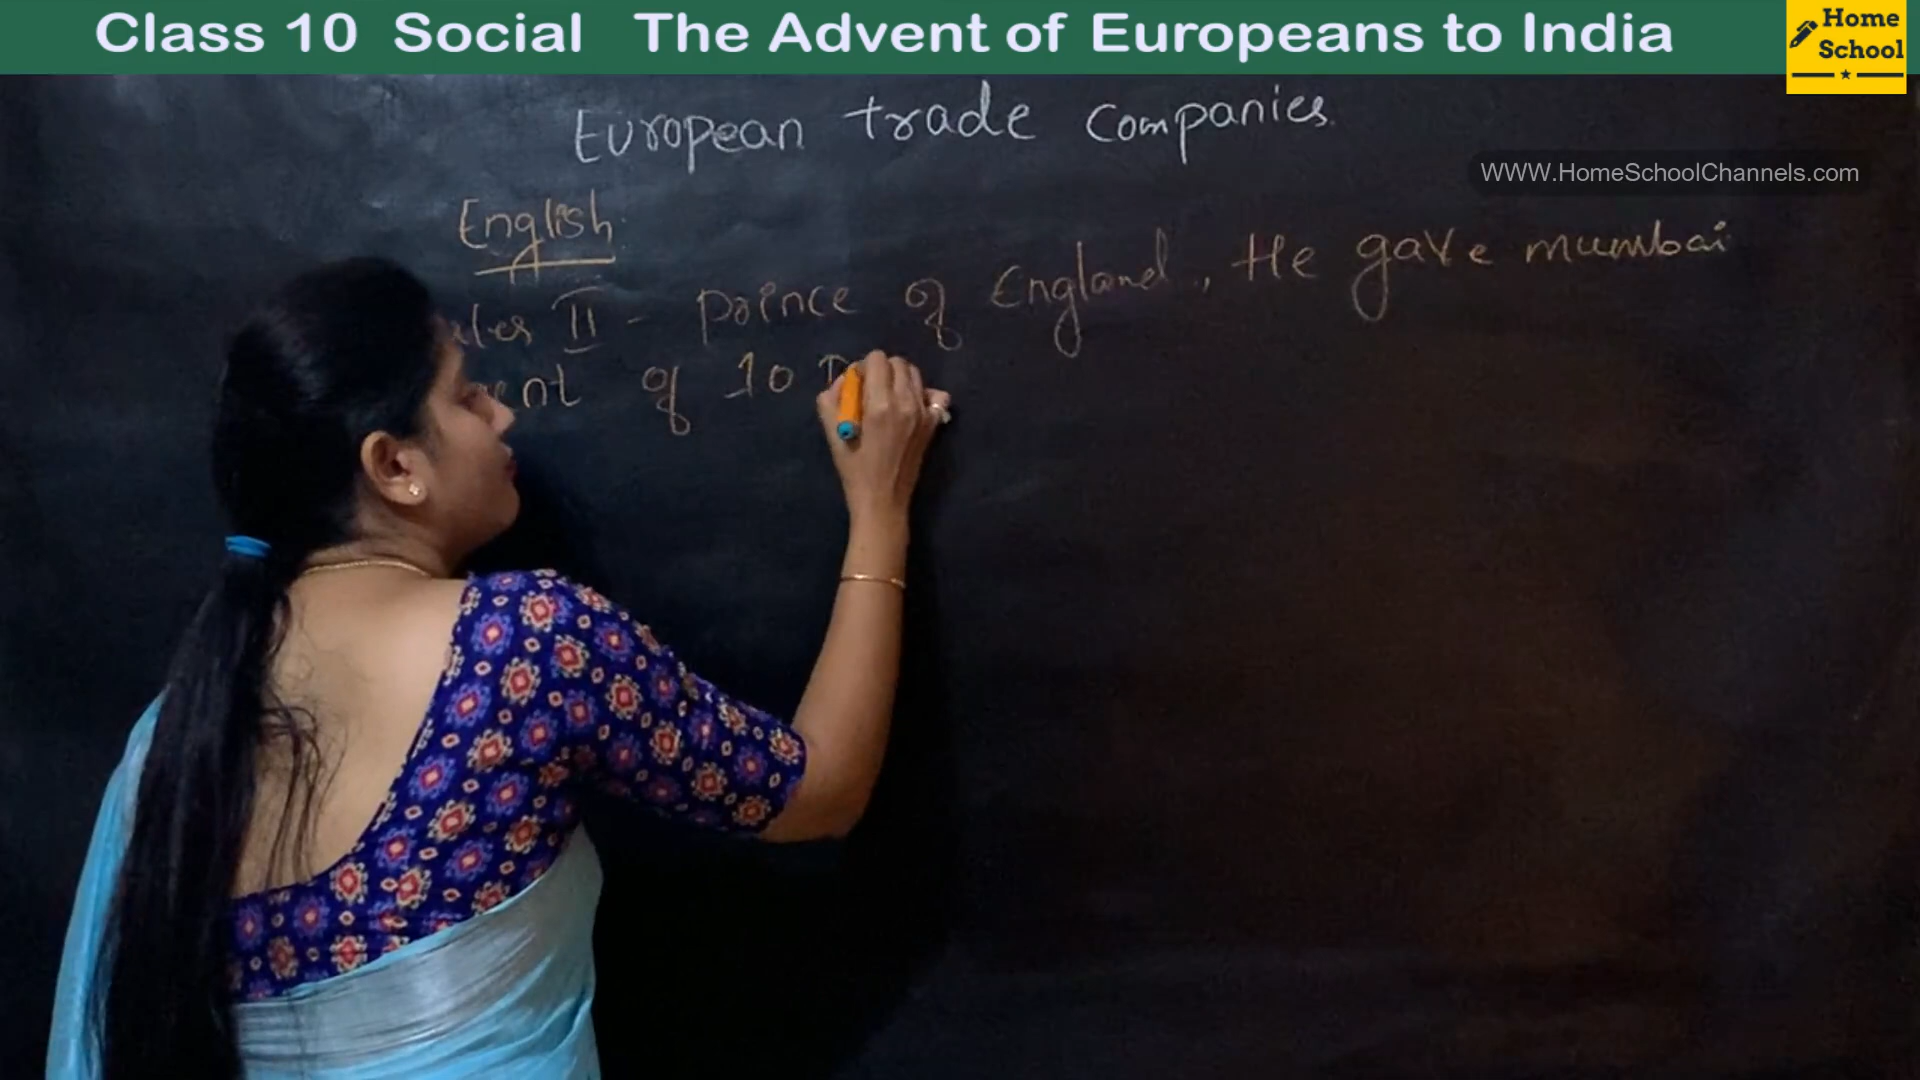 Class 10 Social The Advent of Europeans to India
Home
School
European trade companies
WWW.HomeSchoolChannels.com
English
II - Prince of England, He gave mumbai
of 10